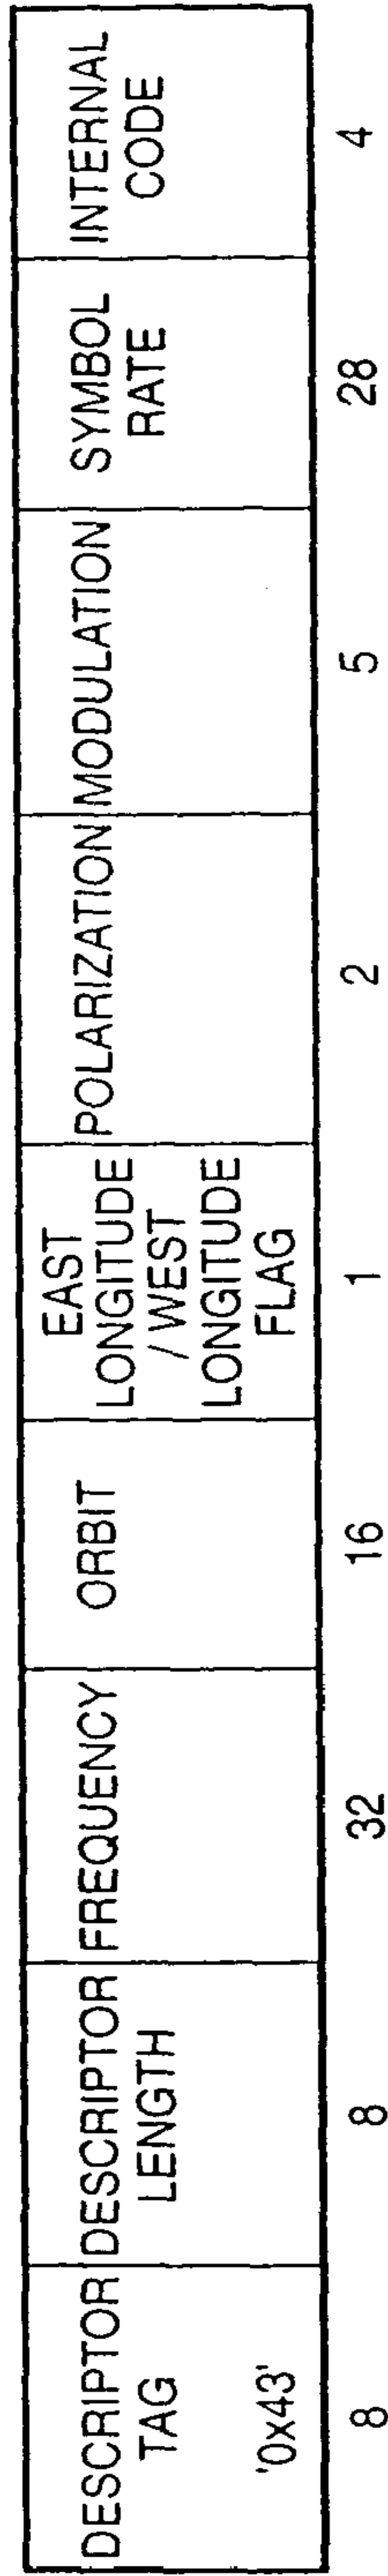 DESCRIPTOR
TAG
'0x43'
DESCRIPTOR
LENGTH
FREQUENCY
ORBIT
EAST
LONGITUDE
/ WEST
LONGITUDE
FLAG
POLARIZATION
MODULATION
SYMBOL
RATE
INTERNAL
CODE
8
8
32
16
1
2
5
28
4